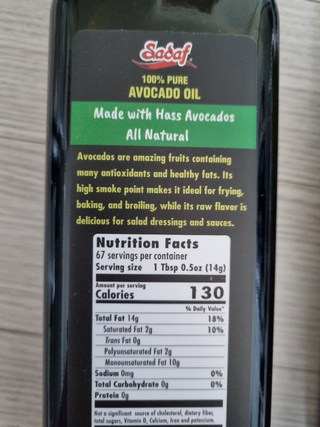 Sadaf
100% PURE
AVOCADO OIL
Made with Hass Avocados
All Natural
Avocados are amazing fruits containing
many antioxidants and healthy fats. Its
high smoke point makes it ideal for frying,
baking, and broiling, while its raw flavor is
delicious for salad dressings and sauces.
Nutrition Facts
67 servings per container
Serving size 1 Tbsp 0.5oz (14g)
Amount per serving
Calories 130
% Daily Value*
Total Fat 14g 18%
Saturated Fat 2g 10%
Trans Fat 0g
Polyunsaturated Fat 2g
Monounsaturated Fat 10g
Sodium 0mg 0%
Total Carbohydrate 0g 0%
Protein 0g
Not a significant source of cholesterol, dietary fiber,
total sugars, Vitamin D, Calcium, Iron and potassium.